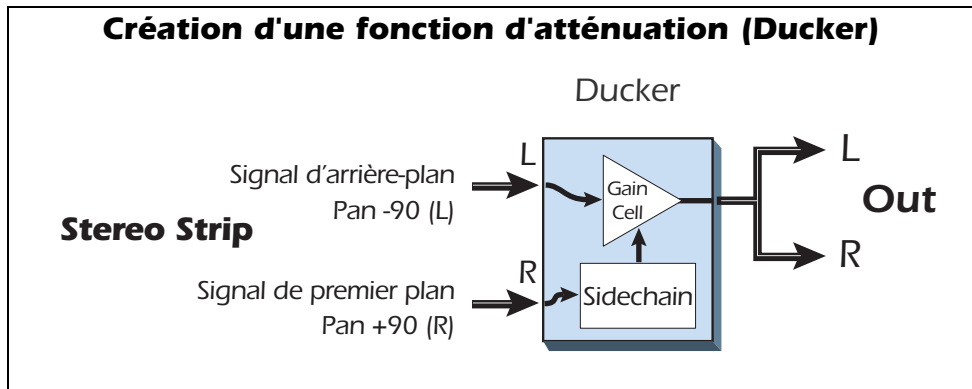 Création d'une fonction d'atténuation (Ducker)
Ducker
L
Signal d'arrière-plan
Pan -90 (L)
Gain
Cell
L
Stereo Strip
Out
R
Signal de premier plan
Pan +90 (R)
Sidechain
R